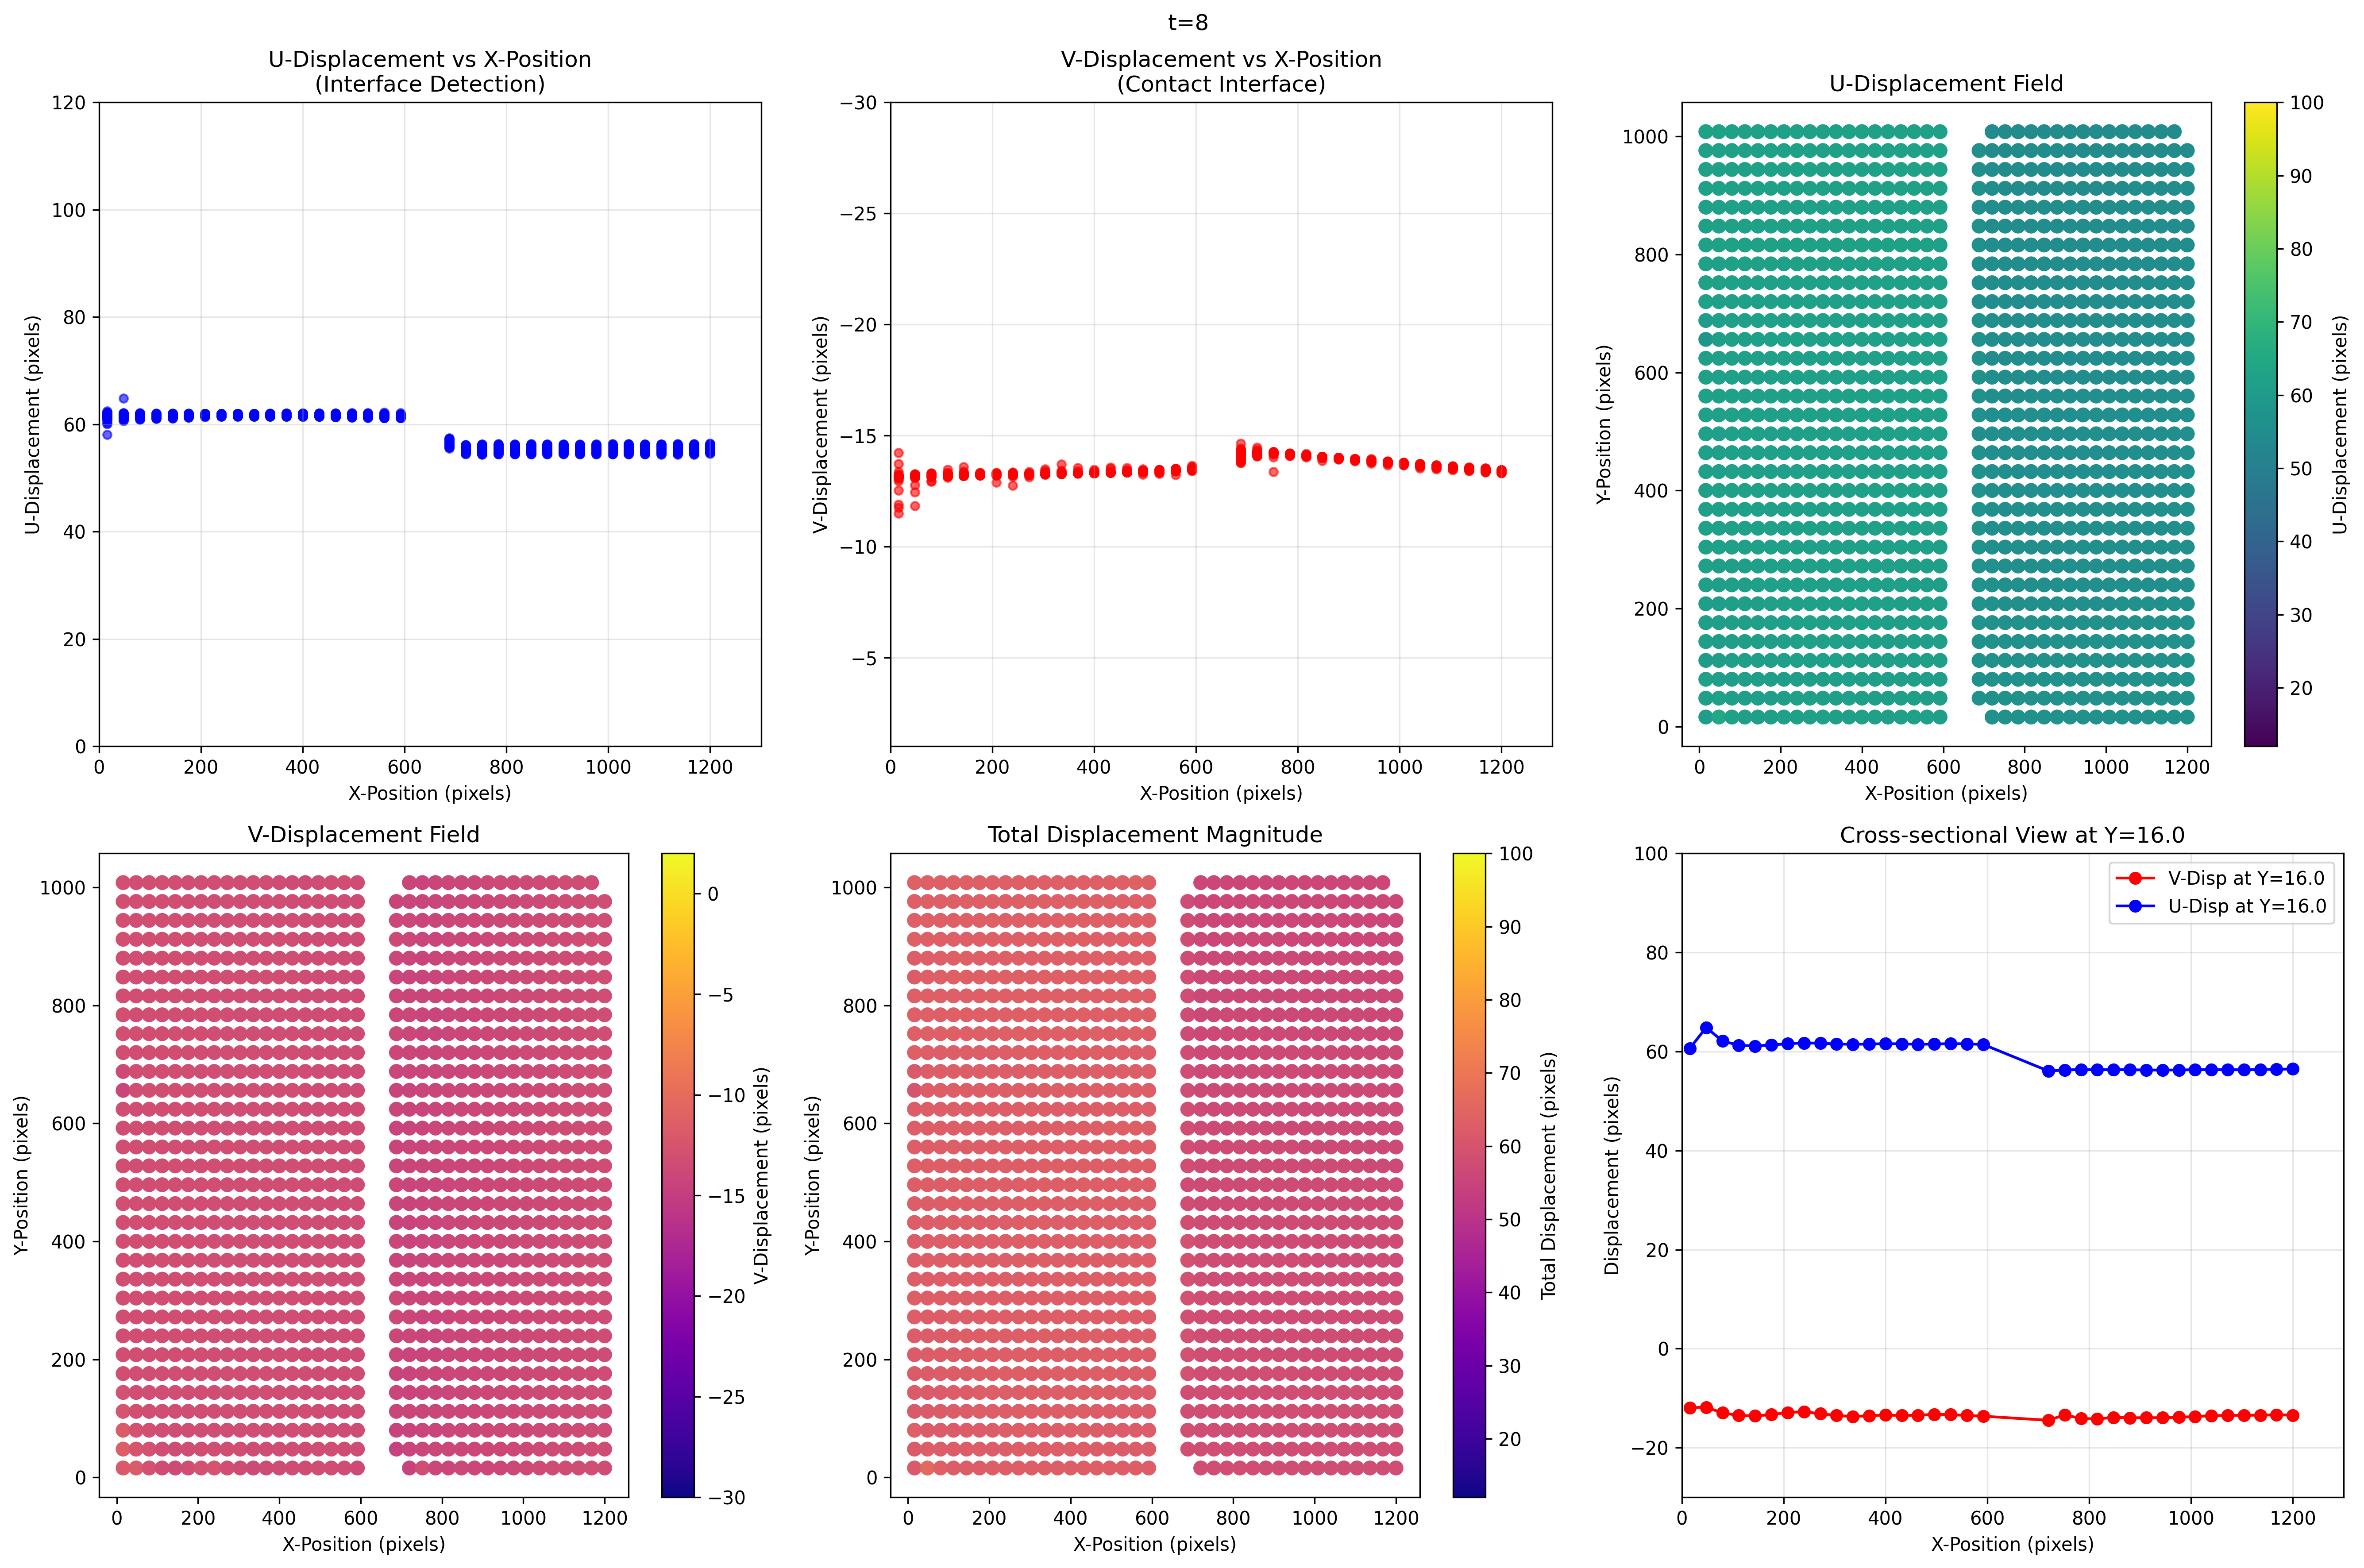 t=8
U-Displacement vs X-Position
(Interface Detection)
120
100
80
60
40
20
0
U-Displacement (pixels)
0 200 400 600 800 1000 1200
X-Position (pixels)
V-Displacement vs X-Position
(Contact Interface)
−30
−25
−20
−15
−10
−5
V-Displacement (pixels)
0 200 400 600 800 1000 1200
X-Position (pixels)
U-Displacement Field
1000
800
600
400
200
0
Y-Position (pixels)
0 200 400 600 800 1000 1200
X-Position (pixels)
100
90
80
70
60
50
40
30
20
U-Displacement (pixels)
V-Displacement Field
1000
800
600
400
200
0
Y-Position (pixels)
0 200 400 600 800 1000 1200
X-Position (pixels)
0
−5
−10
−15
−20
−25
−30
V-Displacement (pixels)
Total Displacement Magnitude
1000
800
600
400
200
0
Y-Position (pixels)
0 200 400 600 800 1000 1200
X-Position (pixels)
100
90
80
70
60
50
40
30
20
Total Displacement (pixels)
Cross-sectional View at Y=16.0
V-Disp at Y=16.0
U-Disp at Y=16.0
100
80
60
40
20
0
−20
Displacement (pixels)
0 200 400 600 800 1000 1200
X-Position (pixels)